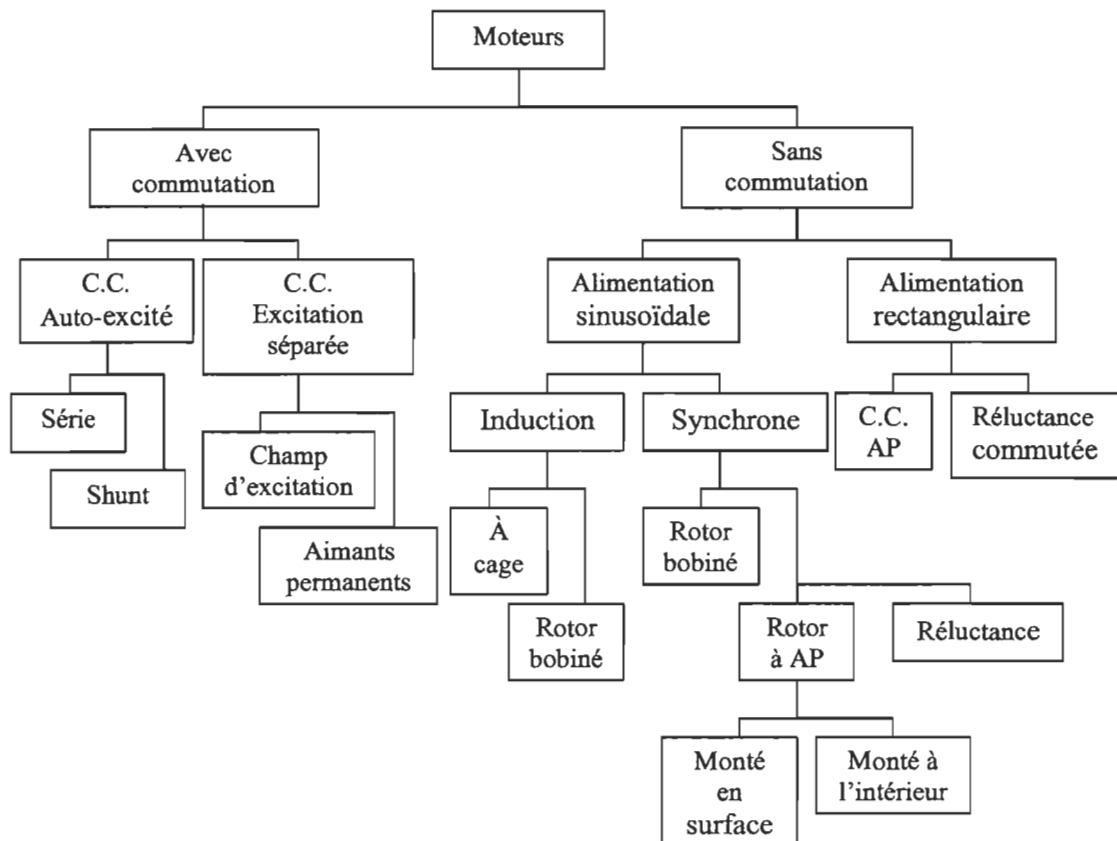 Moteurs
Avec
commutation
Sans
commutation
C.C.
Auto-excité
C.C.
Excitation
séparée
Alimentation
sinusoïdale
Alimentation
rectangulaire
Série
Shunt
Champ
d'excitation
Aimants
permanents
Induction
Synchrone
C.C.
AP
Réluctance
commutée
À
cage
Rotor
bobiné
Rotor
bobiné
Rotor
à AP
Réluctance
Monté
en
surface
Monté à
l'intérieur